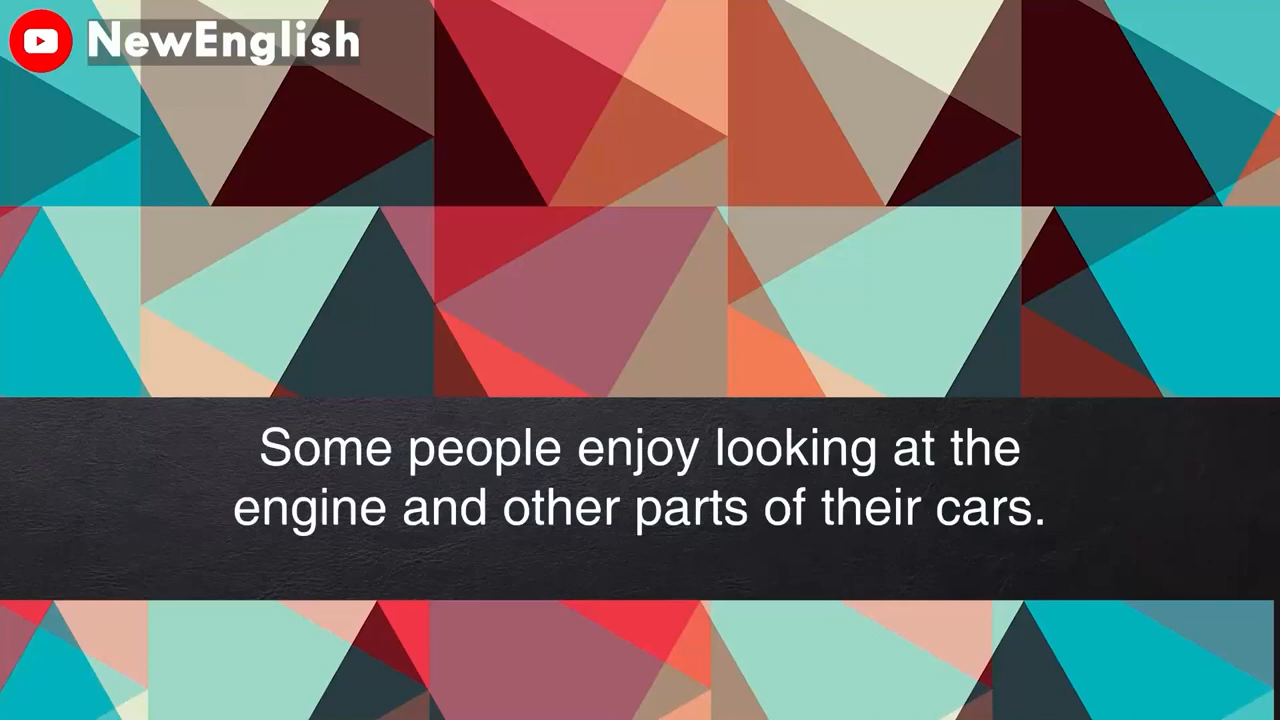 NewEnglish
Some people enjoy looking at the
engine and other parts of their cars.